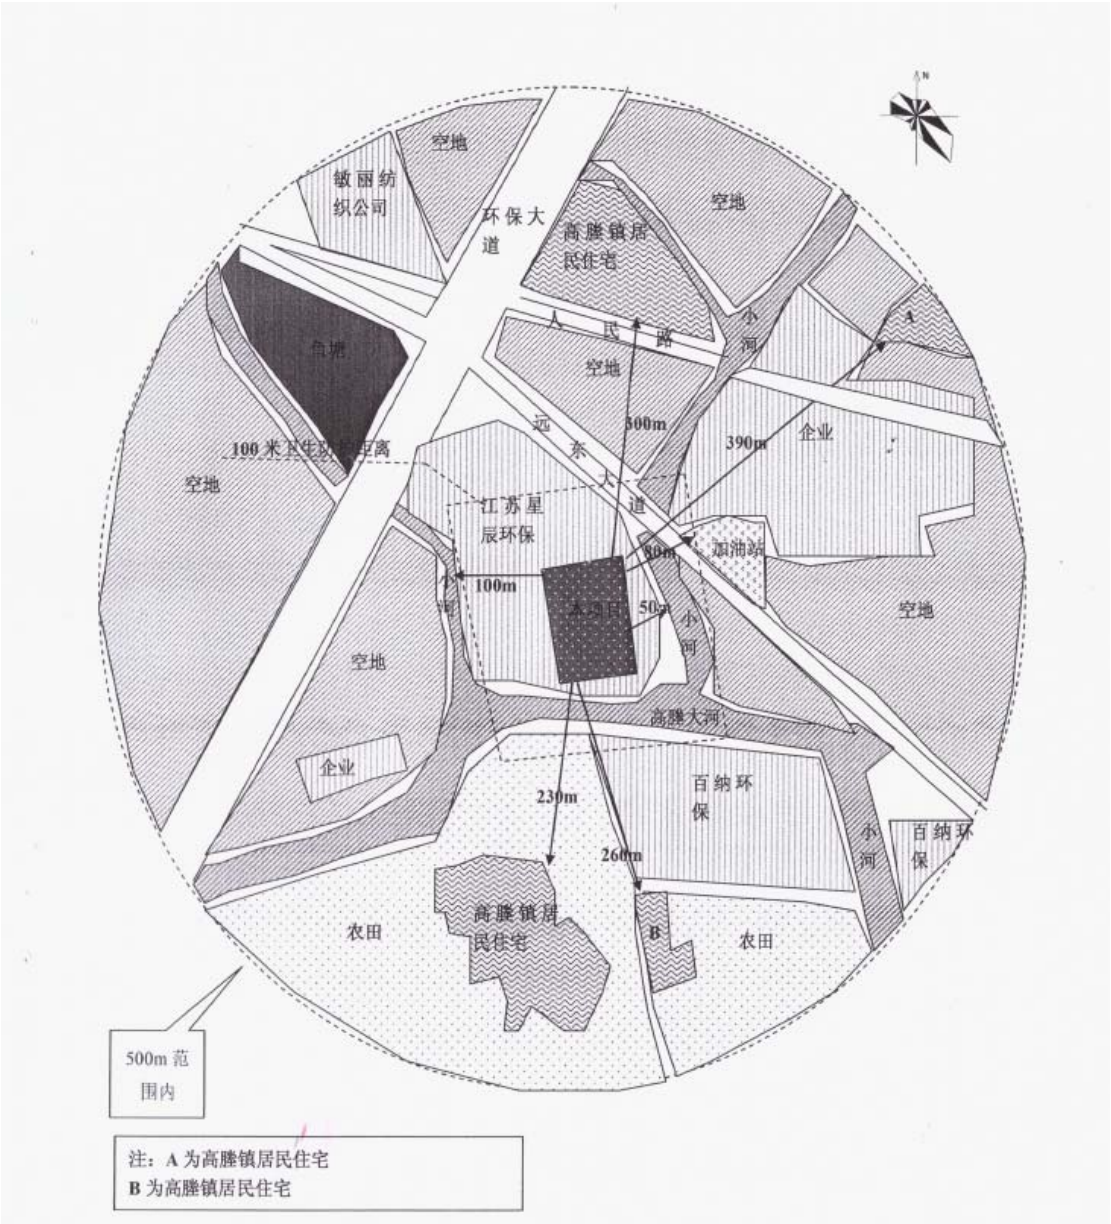 N
空地
敏丽纺
织公司
环保大
道
空地
高塍镇居
民住宅
小
河
A
人民路
鱼塘
空地
远
东
大
道
300m
390m
企业
100米卫生防护距离
空地
江苏星
辰环保
80m
加油站
100m
小
河
本项目
50m
小
河
空地
空地
高塍大河
企业
230m
百纳环
保
260m
小
河
百纳环
保
农田
高塍镇居
民住宅
B
农田
500m 范
围内
注：A 为高塍镇居民住宅
B 为高塍镇居民住宅